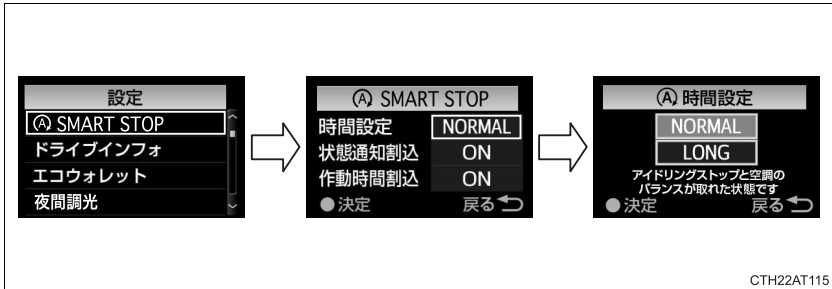 設定
Ⓐ SMART STOP
ドライブインフォ
エコウォレット
夜間調光
Ⓐ SMART STOP
時間設定 NORMAL
状態通知割込 ON
作動時間割込 ON
●決定 戻る
Ⓐ 時間設定
NORMAL
LONG
アイドリングストップと空調の
バランスが取れた状態です
●決定 戻る
CTH22AT115